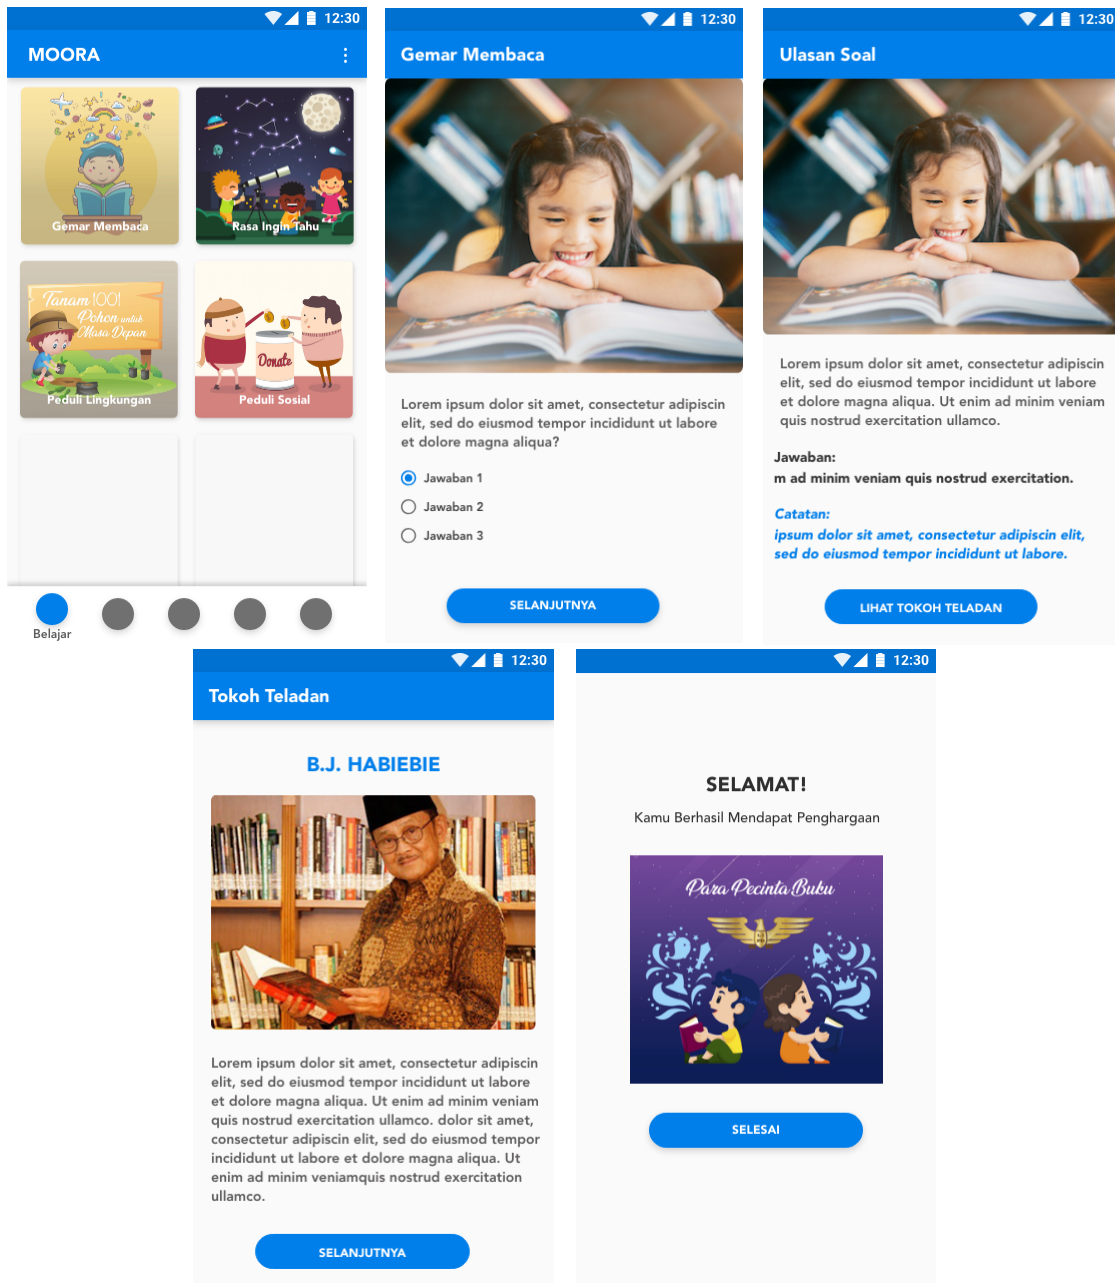 12:30
MOORA
Gemar Membaca
Rasa Ingin Tahu
Tanam 1001
Pohon untuk
Masa Depan
Peduli Lingkungan
Donate
Peduli Sosial
Belajar
12:30
Gemar Membaca
Lorem ipsum dolor sit amet, consectetur adipiscin
elit, sed do eiusmod tempor incididunt ut labore
et dolore magna aliqua?
Jawaban 1
Jawaban 2
Jawaban 3
SELANJUTNYA
12:30
Ulasan Soal
Lorem ipsum dolor sit amet, consectetur adipiscin
elit, sed do eiusmod tempor incididunt ut labore
et dolore magna aliqua. Ut enim ad minim veniam
quis nostrud exercitation ullamco.
Jawaban:
m ad minim veniam quis nostrud exercitation.
Catatan:
ipsum dolor sit amet, consectetur adipiscin elit,
sed do eiusmod tempor incididunt ut labore.
LIHAT TOKOH TELADAN
12:30
Tokoh Teladan
B.J. HABIEBIE
Lorem ipsum dolor sit amet, consectetur adipiscin
elit, sed do eiusmod tempor incididunt ut labore
et dolore magna aliqua. Ut enim ad minim veniam
quis nostrud exercitation ullamco. dolor sit amet,
consectetur adipiscin elit, sed do eiusmod tempor
incididunt ut labore et dolore magna aliqua. Ut
enim ad minim veniamquis nostrud exercitation
ullamco.
SELANJUTNYA
12:30
SELAMAT!
Kamu Berhasil Mendapat Penghargaan
Para Pecinta Buku
SELESAI